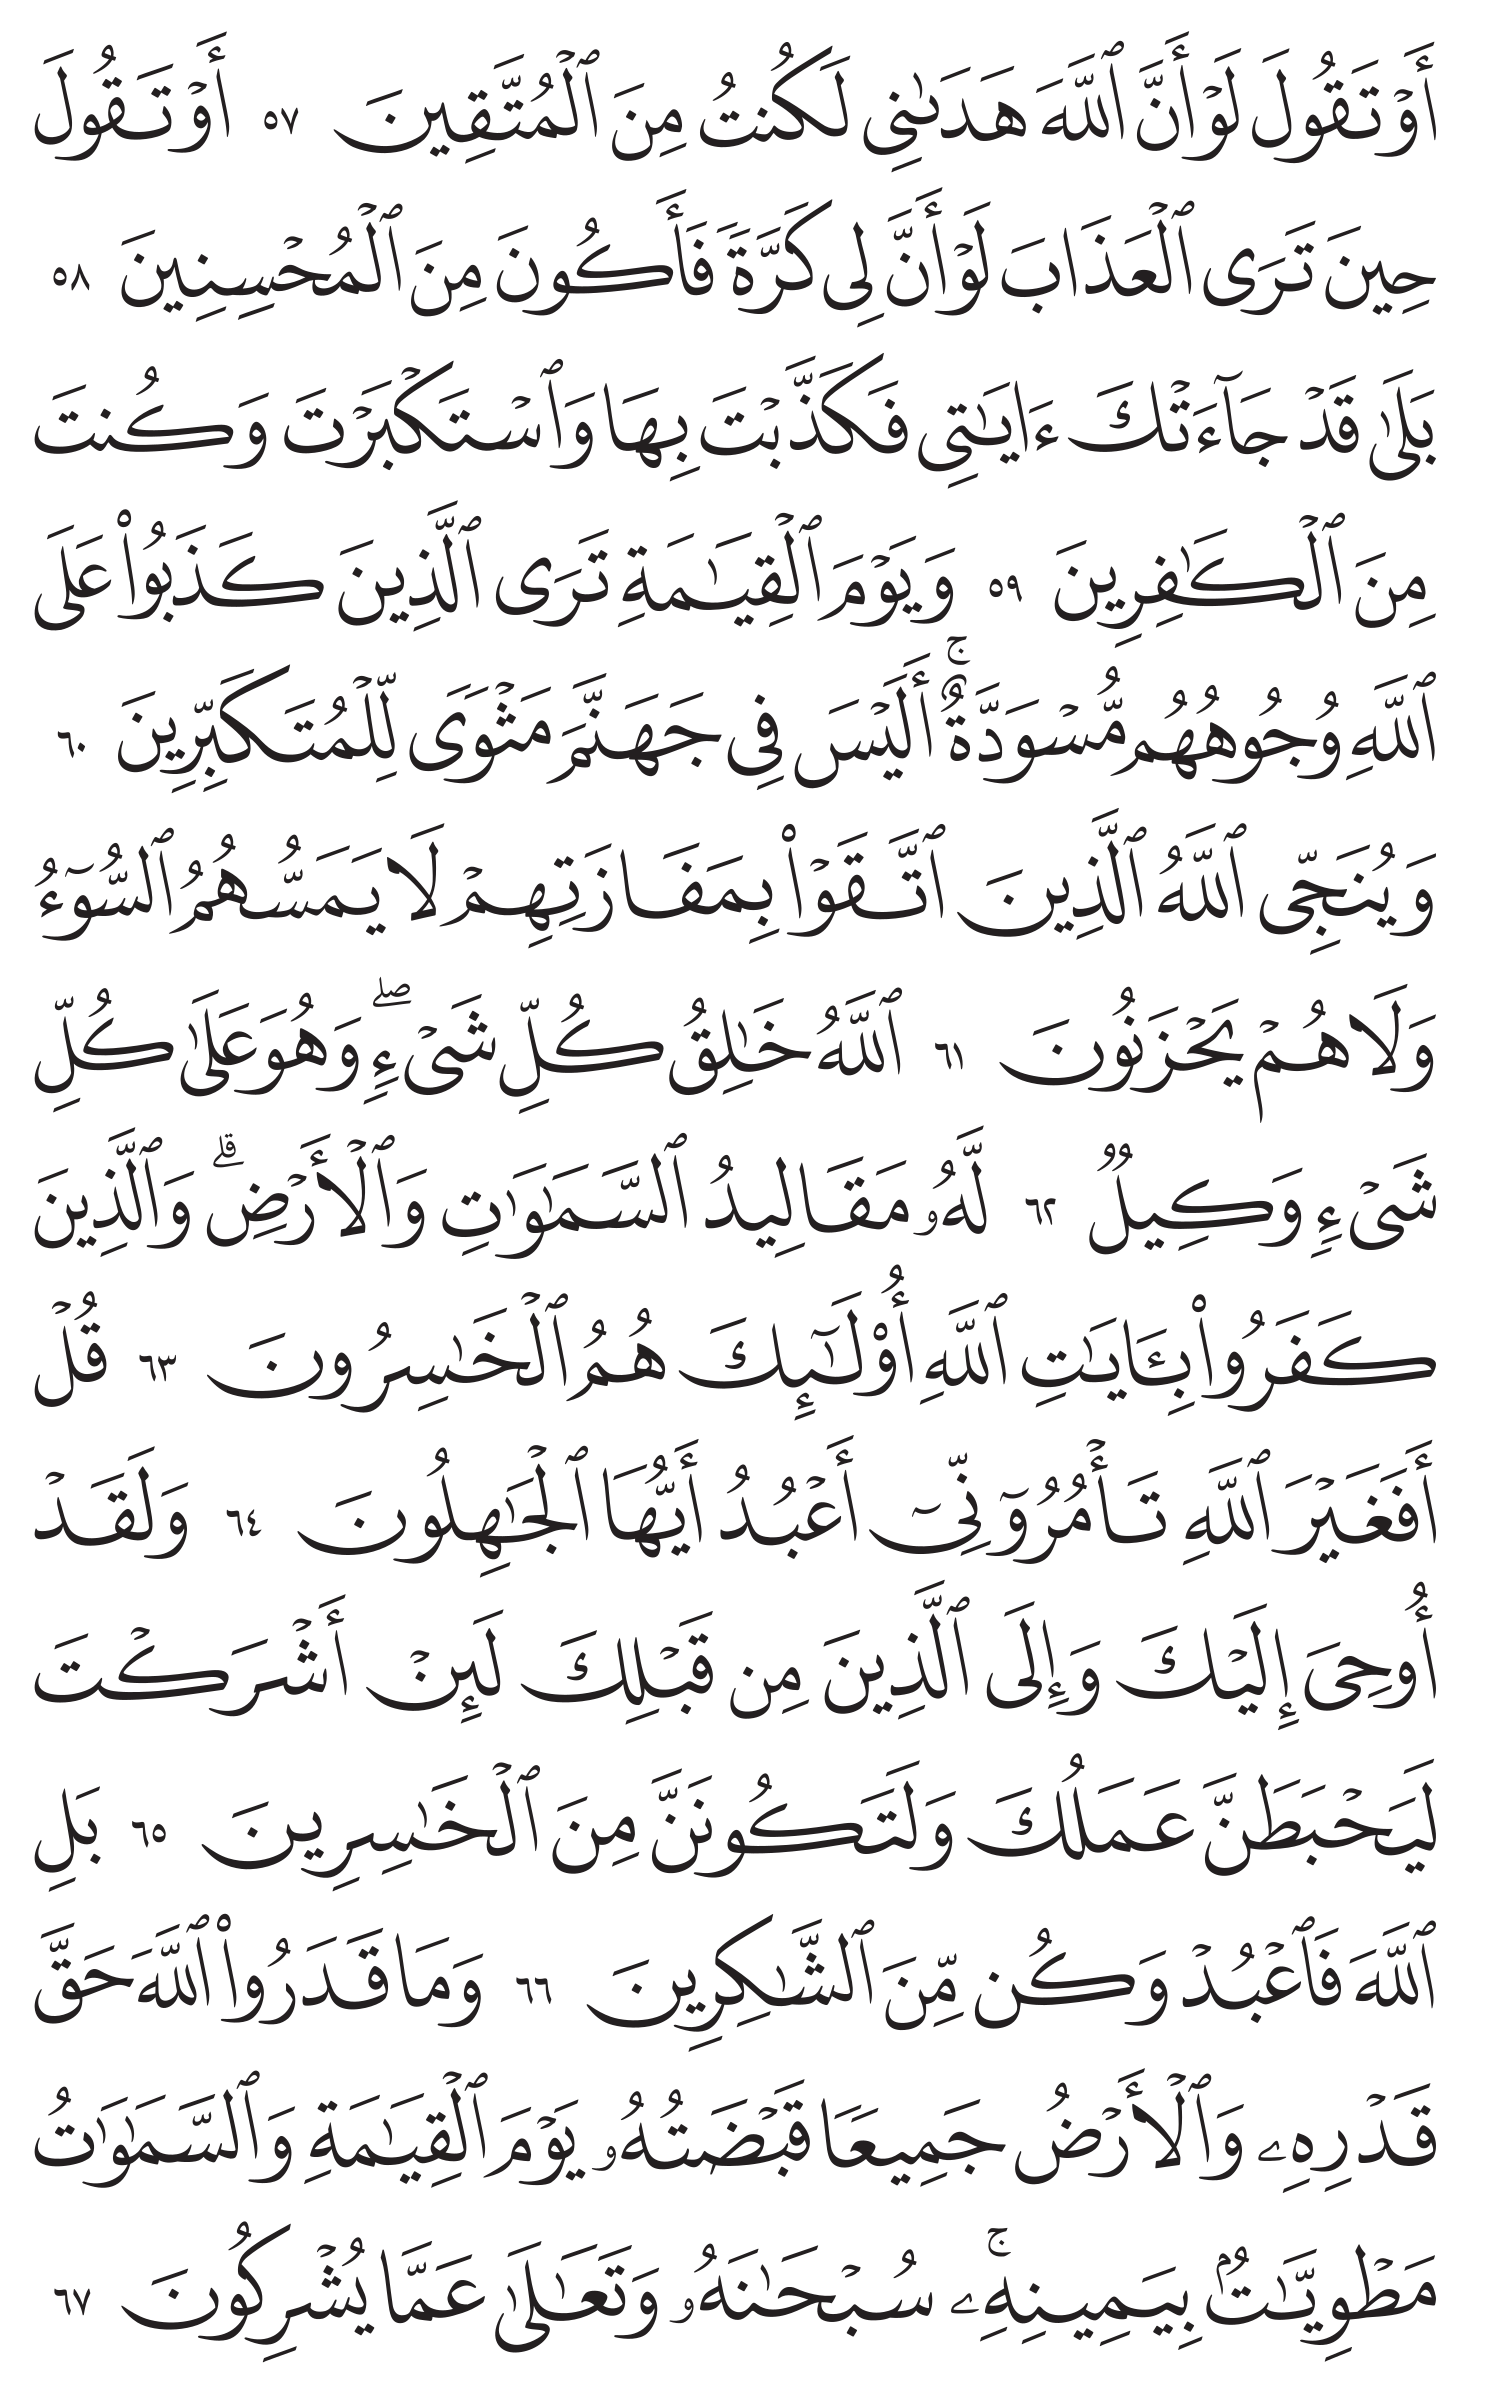 أَوۡ تَقُولَ لَوۡ أَنَّ ٱللَّهَ هَدَىٰنِي لَكُنتُ مِنَ ٱلۡمُتَّقِينَ ٥٧ أَوۡ تَقُولَ
حِينَ تَرَى ٱلۡعَذَابَ لَوۡ أَنَّ لِي كَرَّةٗ فَأَكُونَ مِنَ ٱلۡمُحۡسِنِينَ ٥٨
بَلَىٰ قَدۡ جَآءَتۡكَ ءَايَٰتِي فَكَذَّبۡتَ بِهَا وَٱسۡتَكۡبَرۡتَ وَكُنتَ
مِنَ ٱلۡكَٰفِرِينَ ٥٩ وَيَوۡمَ ٱلۡقِيَٰمَةِ تَرَى ٱلَّذِينَ كَذَبُواْ عَلَى
ٱللَّهِ وُجُوهُهُم مُّسۡوَدَّةٌۚ أَلَيۡسَ فِي جَهَنَّمَ مَثۡوٗى لِّلۡمُتَكَبِّرِينَ ٦٠
وَيُنَجِّي ٱللَّهُ ٱلَّذِينَ ٱتَّقَوۡاْ بِمَفَازَتِهِمۡ لَا يَمَسُّهُمُ ٱلسُّوٓءُ
وَلَا هُمۡ يَحۡزَنُونَ ٦١ ٱللَّهُ خَٰلِقُ كُلِّ شَيۡءٖۖ وَهُوَ عَلَىٰ كُلِّ
شَيۡءٖ وَكِيلٞ ٦٢ لَّهُۥ مَقَالِيدُ ٱلسَّمَٰوَٰتِ وَٱلۡأَرۡضِۗ وَٱلَّذِينَ
كَفَرُواْ بِـَٔايَٰتِ ٱللَّهِ أُوْلَٰٓئِكَ هُمُ ٱلۡخَٰسِرُونَ ٦٣ قُلۡ
أَفَغَيۡرَ ٱللَّهِ تَأۡمُرُوٓنِّيٓ أَعۡبُدُ أَيُّهَا ٱلۡجَٰهِلُونَ ٦٤ وَلَقَدۡ
أُوحِيَ إِلَيۡكَ وَإِلَى ٱلَّذِينَ مِن قَبۡلِكَ لَئِنۡ أَشۡرَكۡتَ
لَيَحۡبَطَنَّ عَمَلُكَ وَلَتَكُونَنَّ مِنَ ٱلۡخَٰسِرِينَ ٦٥ بَلِ
ٱللَّهَ فَٱعۡبُدۡ وَكُن مِّنَ ٱلشَّٰكِرِينَ ٦٦ وَمَا قَدَرُواْ ٱللَّهَ حَقَّ
قَدۡرِهِۦ وَٱلۡأَرۡضُ جَمِيعٗا قَبۡضَتُهُۥ يَوۡمَ ٱلۡقِيَٰمَةِ وَٱلسَّمَٰوَٰتُ
مَطۡوِيَّٰتُۢ بِيَمِينِهِۦۚ سُبۡحَٰنَهُۥ وَتَعَٰلَىٰ عَمَّا يُشۡرِكُونَ ٦٧